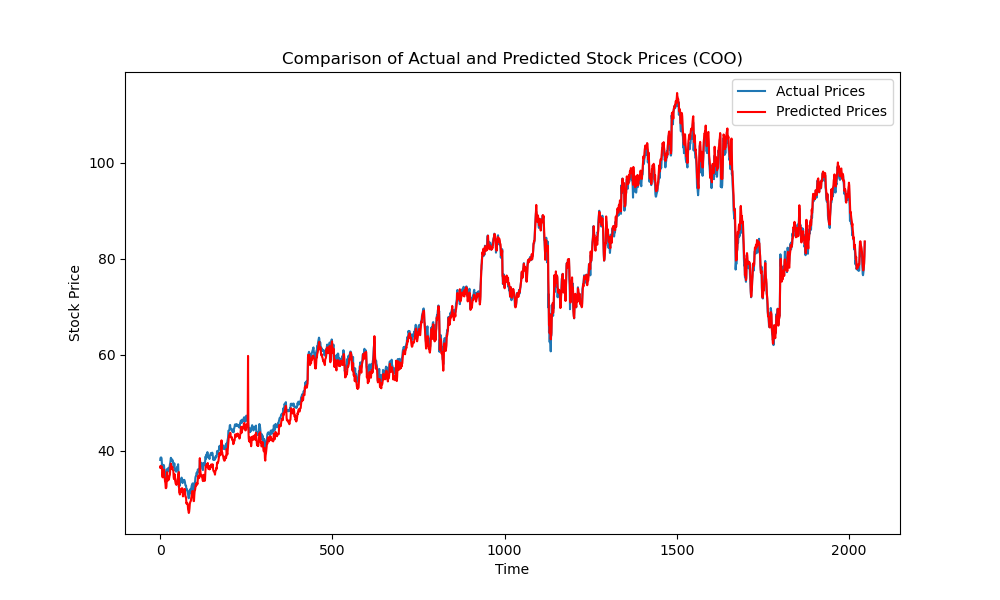 Comparison of Actual and Predicted Stock Prices (COO)
Actual Prices
Predicted Prices
100
80
60
40
Stock Price
0
500
1000
1500
2000
Time